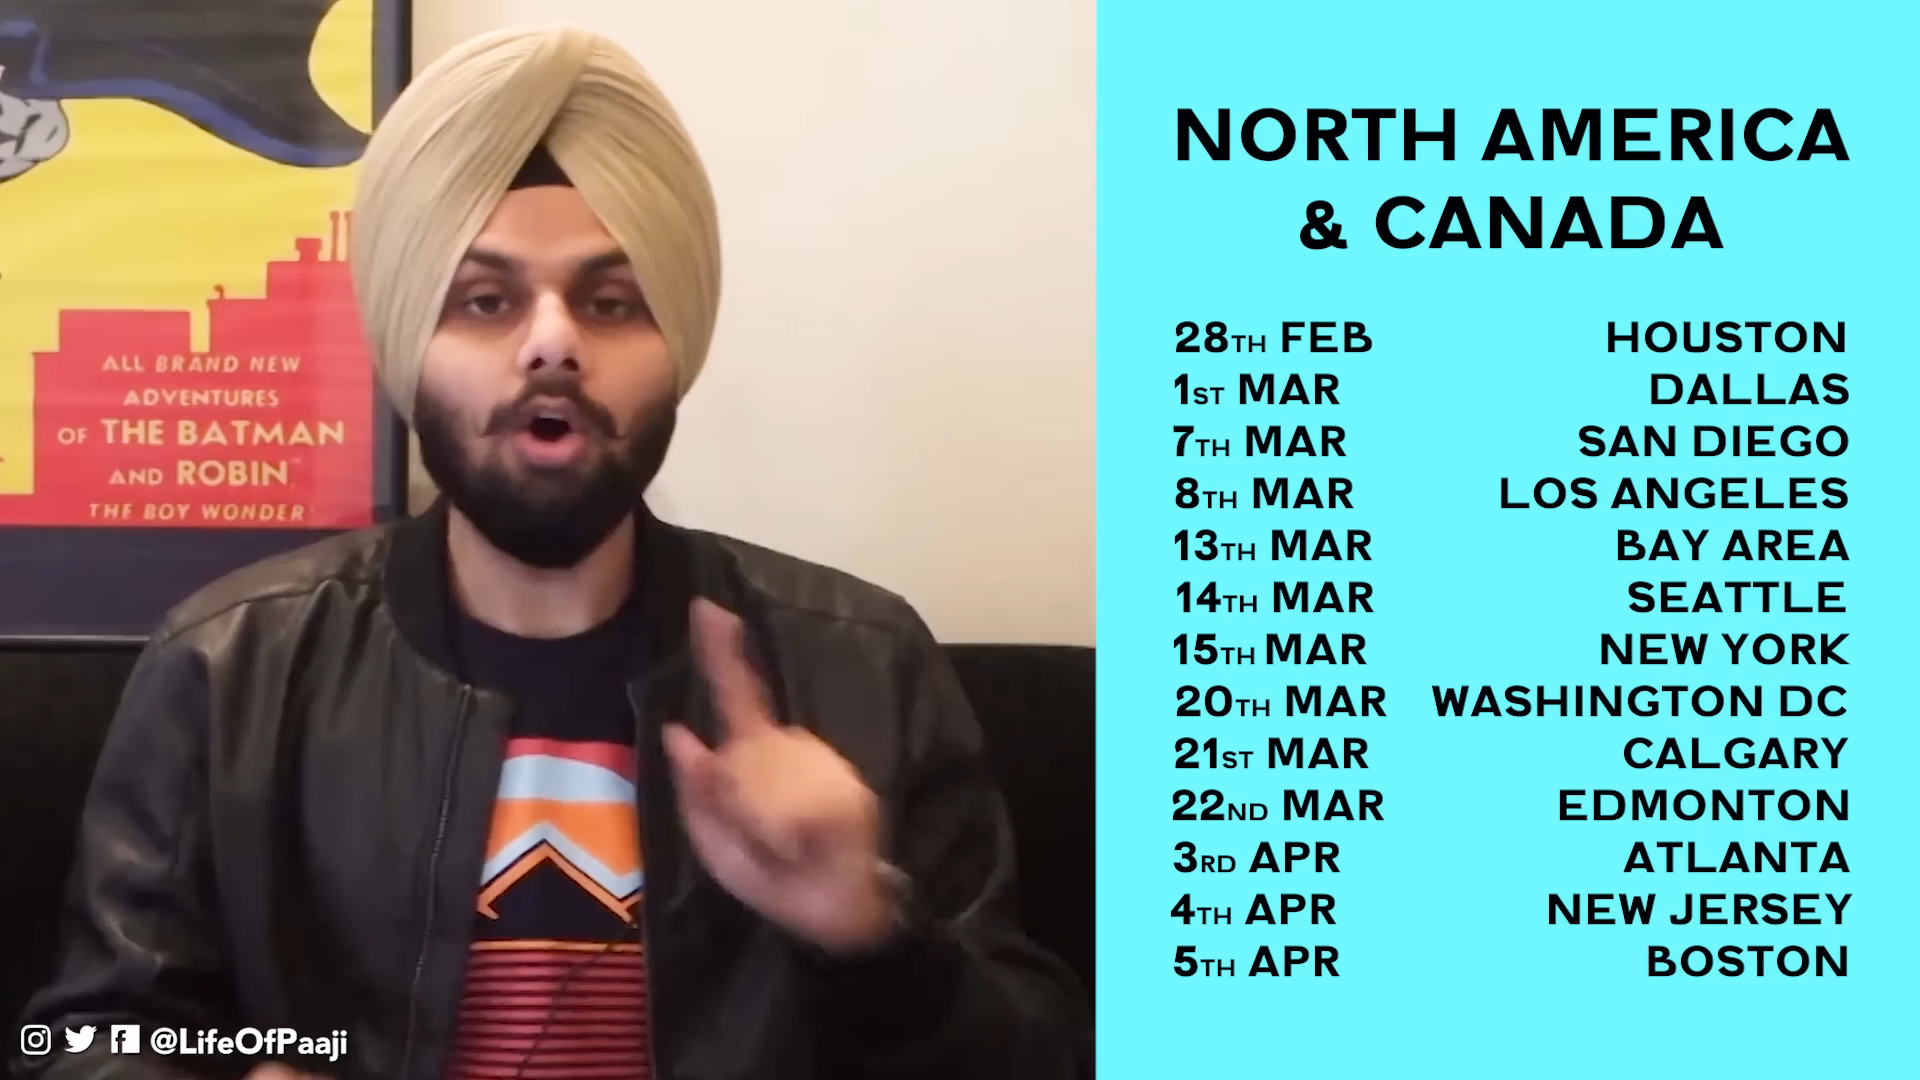 ALL BRAND NEW
ADVENTURES
OF THE BATMAN
AND ROBIN,
THE BOY WONDER
@LifeOfPaaji
NORTH AMERICA
& CANADA
28TH FEB HOUSTON
1ST MAR DALLAS
7TH MAR SAN DIEGO
8TH MAR LOS ANGELES
13TH MAR BAY AREA
14TH MAR SEATTLE
15TH MAR NEW YORK
20TH MAR WASHINGTON DC
21ST MAR CALGARY
22ND MAR EDMONTON
3RD APR ATLANTA
4TH APR NEW JERSEY
5TH APR BOSTON